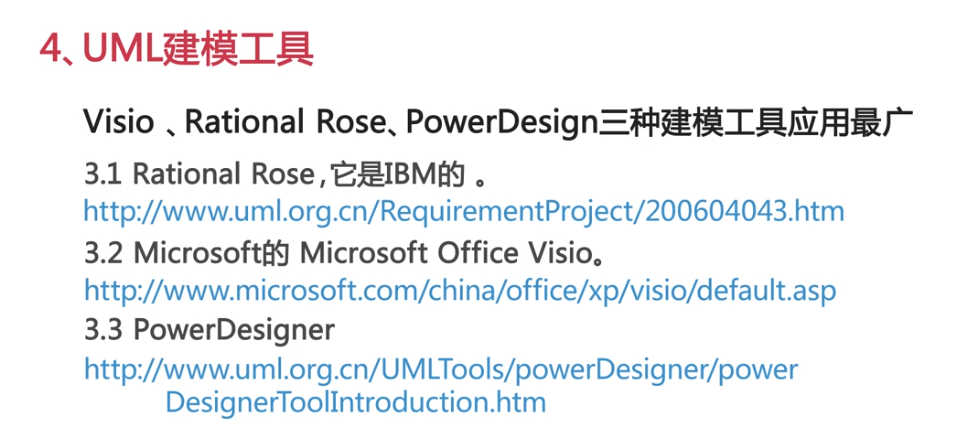 4、UML建模工具
Visio 、Rational Rose、PowerDesign三种建模工具应用最广
3.1 Rational Rose,它是IBM的 。
http://www.uml.org.cn/RequirementProject/200604043.htm
3.2 Microsoft的 Microsoft Office Visio。
http://www.microsoft.com/china/office/xp/visio/default.asp
3.3 PowerDesigner
http://www.uml.org.cn/UMLTools/powerDesigner/power
DesignerToolIntroduction.htm